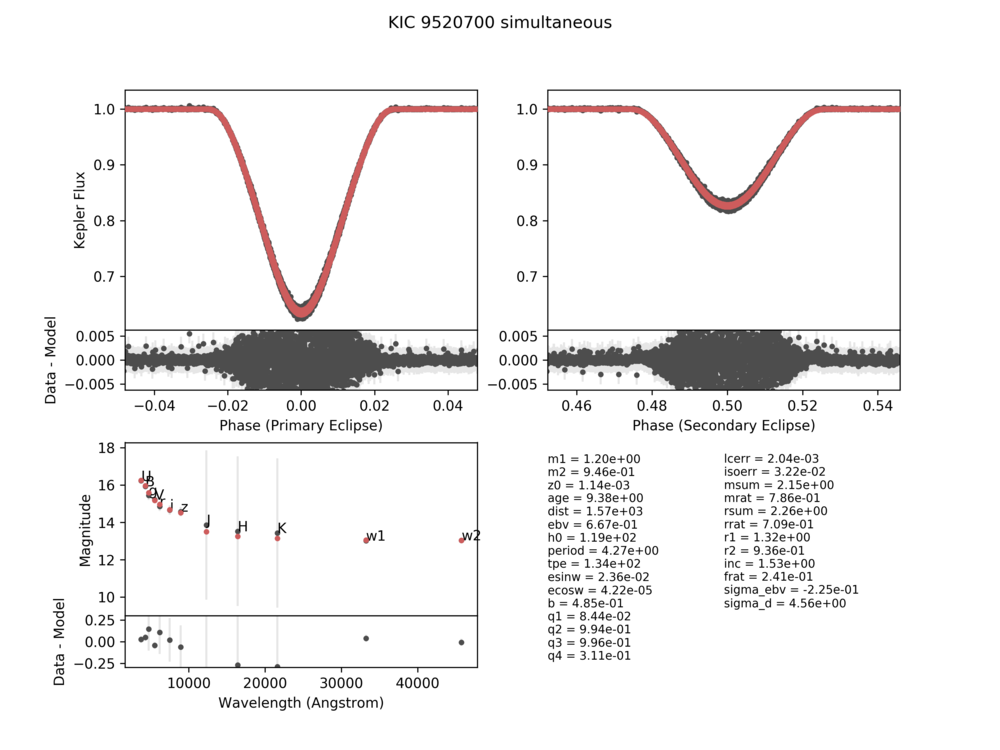 KIC 9520700 simultaneous
1.0
0.9
0.8
0.7
Kepler Flux
0.005
0.000
−0.005
Data - Model
−0.04 −0.02 0.00 0.02 0.04
Phase (Primary Eclipse)
1.0
0.9
0.8
0.7
0.005
0.000
−0.005
0.46 0.48 0.50 0.52 0.54
Phase (Secondary Eclipse)
18
16
14
12
10
Magnitude
U
B
g
V
r
i
z
J
H
K
w1
w2
0.25
0.00
−0.25
Data - Model
10000 20000 30000 40000
Wavelength (Angstrom)
m1 = 1.20e+00
m2 = 9.46e-01
z0 = 1.14e-03
age = 9.38e+00
dist = 1.57e+03
ebv = 6.67e-01
h0 = 1.19e+02
period = 4.27e+00
tpe = 1.34e+02
esinw = 2.36e-02
ecosw = 4.22e-05
b = 4.85e-01
q1 = 8.44e-02
q2 = 9.94e-01
q3 = 9.96e-01
q4 = 3.11e-01
lcerr = 2.04e-03
isoerr = 3.22e-02
msum = 2.15e+00
mrat = 7.86e-01
rsum = 2.26e+00
rrat = 7.09e-01
r1 = 1.32e+00
r2 = 9.36e-01
inc = 1.53e+00
frat = 2.41e-01
sigma_ebv = -2.25e-01
sigma_d = 4.56e+00